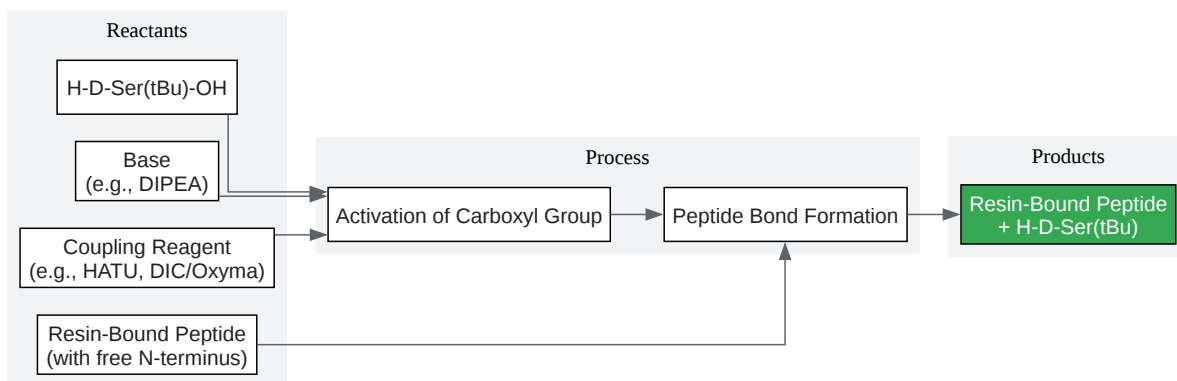 Reactants
H-D-Ser(tBu)-OH
Base
(e.g., DIPEA)
Coupling Reagent
(e.g., HATU, DIC/Oxyma)
Resin-Bound Peptide
(with free N-terminus)
Process
Activation of Carboxyl Group
Peptide Bond Formation
Products
Resin-Bound Peptide
+ H-D-Ser(tBu)